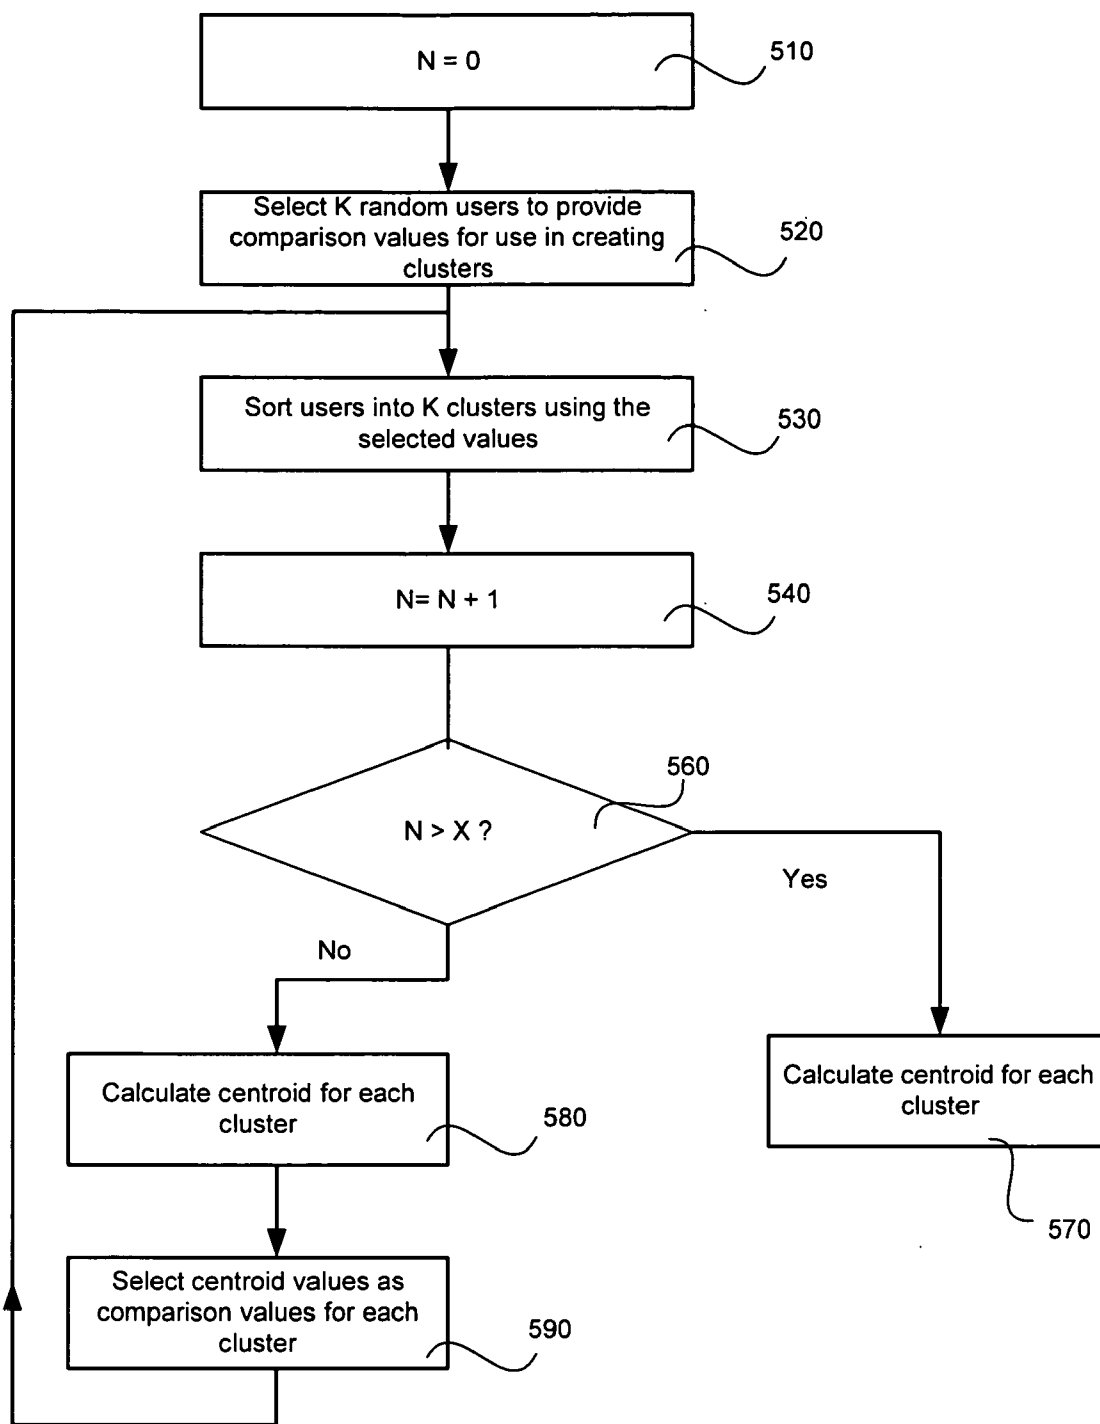 N = 0
510
Select K random users to provide
comparison values for use in creating
clusters
520
Sort users into K clusters using the
selected values
530
N= N + 1
540
560
N > X ?
Yes
No
Calculate centroid for each
cluster
580
Calculate centroid for each
cluster
570
Select centroid values as
comparison values for each
cluster
590